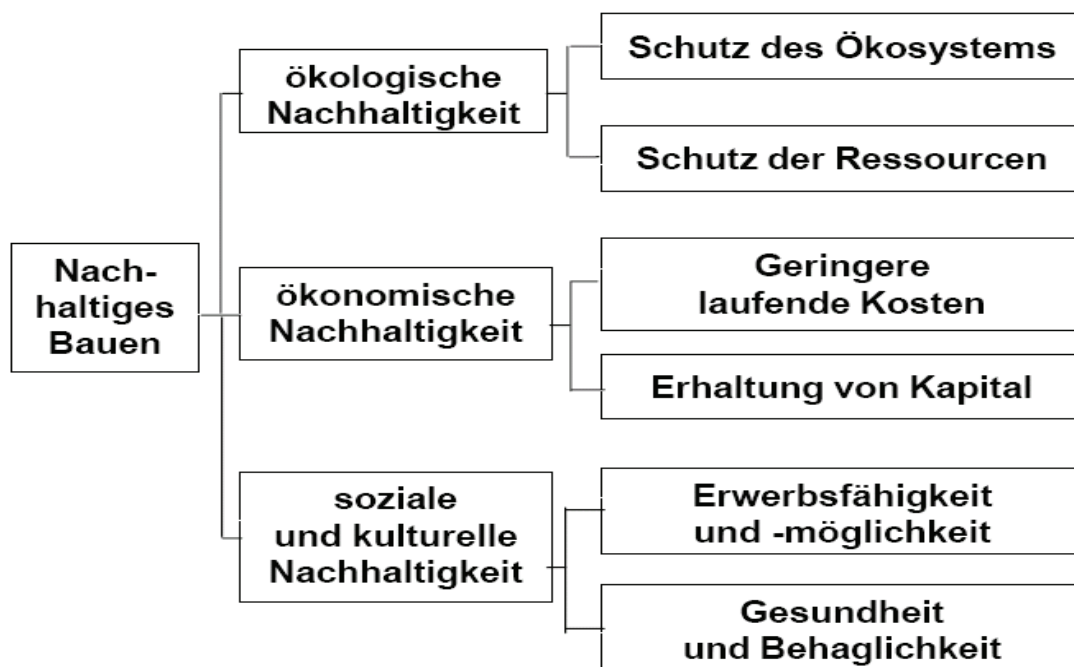 Nach-
haltiges
Bauen
ökologische
Nachhaltigkeit
Schutz des Ökosystems
Schutz der Ressourcen
ökonomische
Nachhaltigkeit
Geringere
laufende Kosten
Erhaltung von Kapital
soziale
und kulturelle
Nachhaltigkeit
Erwerbsfähigkeit
und -möglichkeit
Gesundheit
und Behaglichkeit